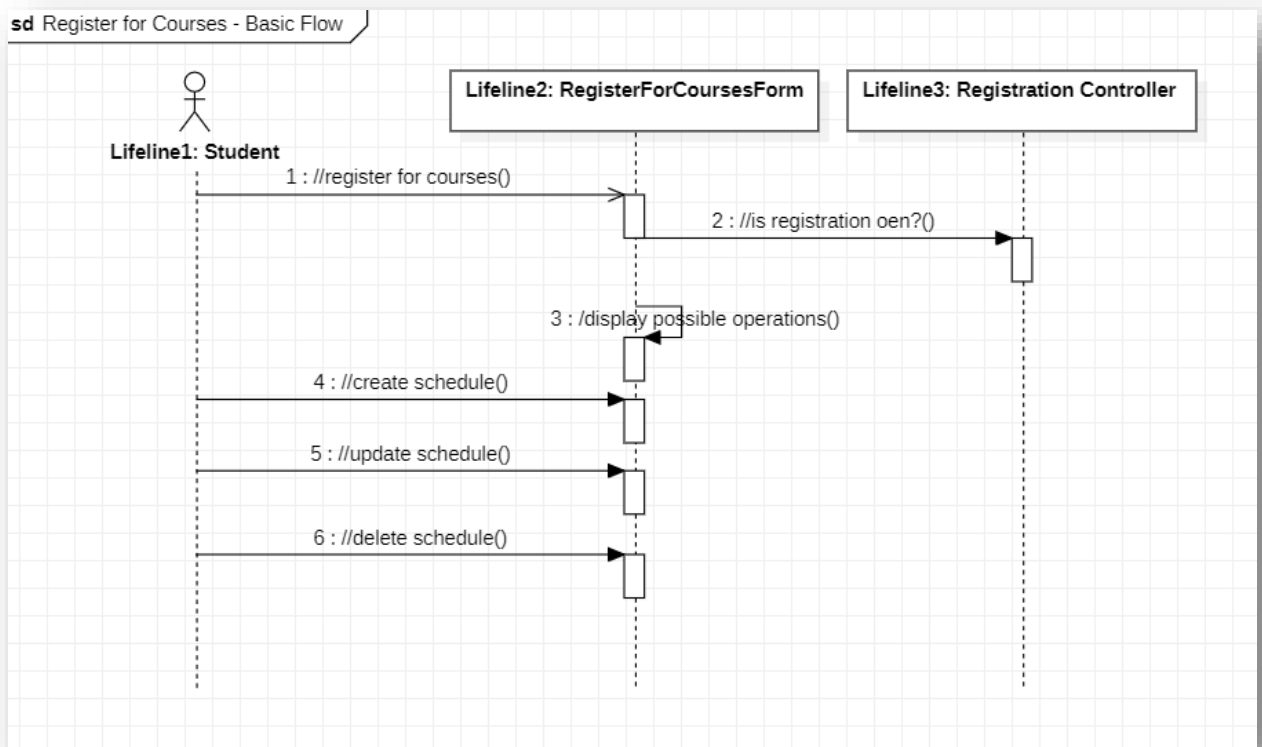 sd Register for Courses - Basic Flow
Lifeline1: Student
Lifeline2: RegisterForCoursesForm
Lifeline3: Registration Controller
1 : //register for courses()
2 : //is registration oen?()
3 : /display possible operations()
4 : //create schedule()
5 : //update schedule()
6 : //delete schedule()